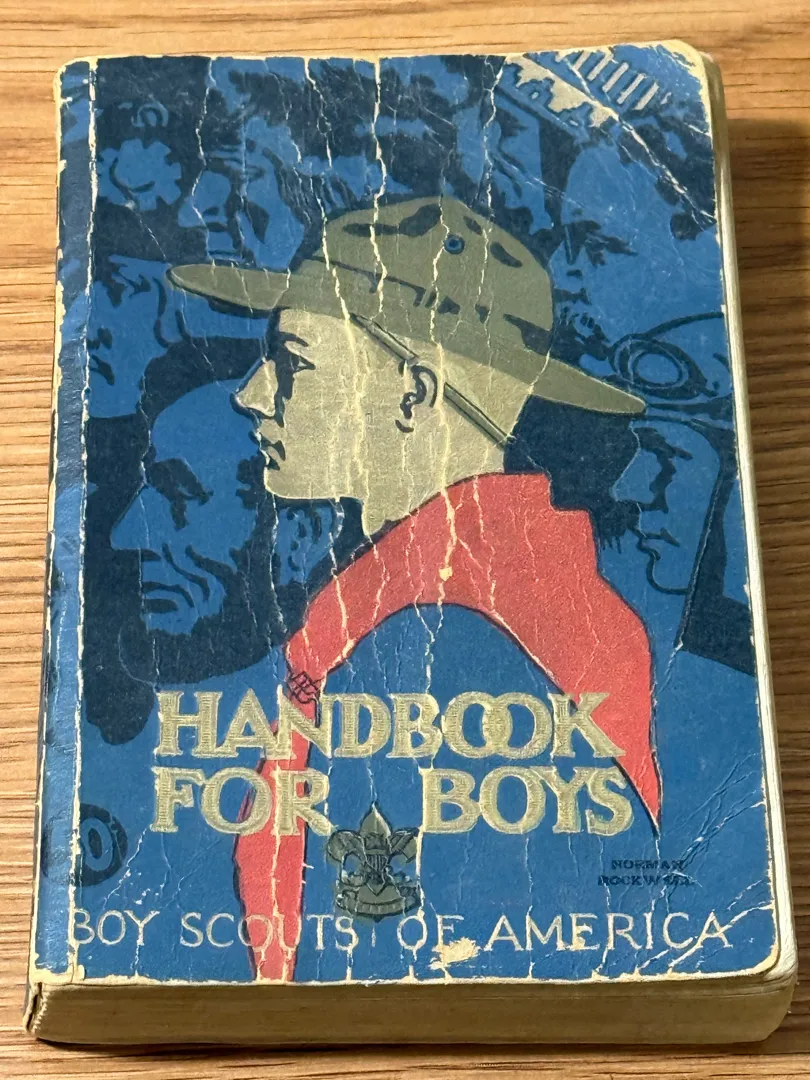 HANDBOOK
FOR BOYS
NORMAN
ROCKWELL
BOY SCOUTS OF AMERICA